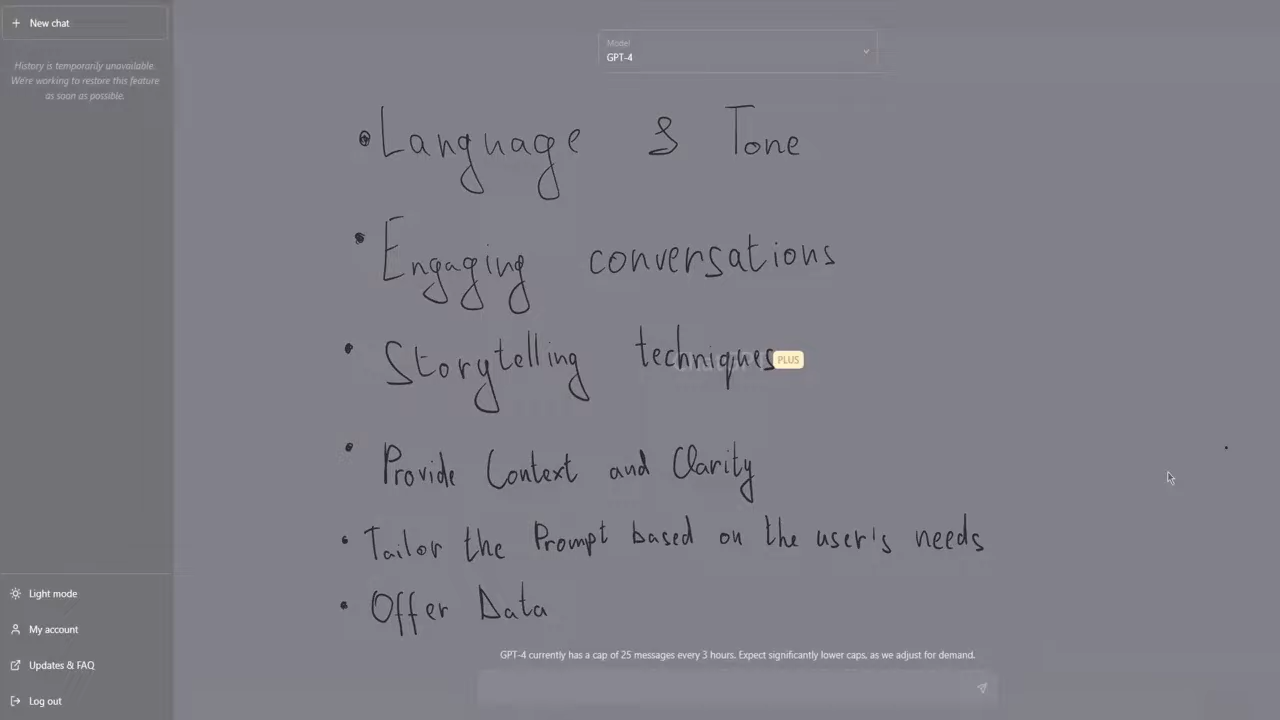 + New chat
History is temporarily unavailable.
We're working to restore this feature
as soon as possible.
Model
GPT-4
• Language & Tone
• Engaging conversations
• Storytelling techniques
PLUS
• Provide Context and Clarity
• Tailor the Prompt based on the user's needs
• Offer Data
Light mode
My account
Updates & FAQ
Log out
GPT-4 currently has a cap of 25 messages every 3 hours. Expect significantly lower caps, as we adjust for demand.